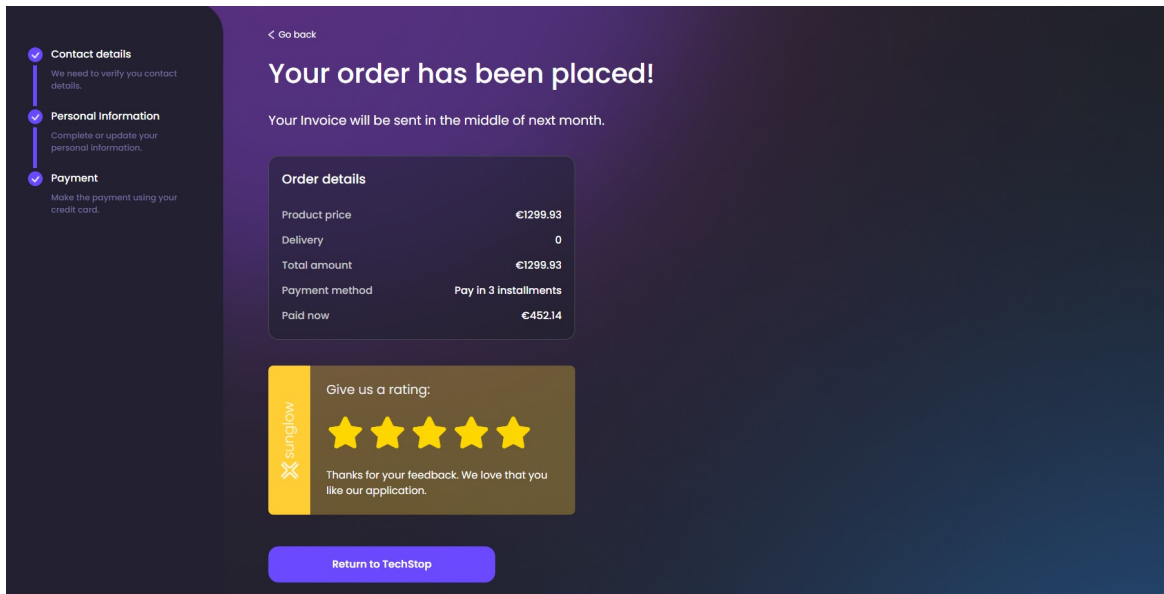 Contact details
We need to verify you contact
details.
Personal Information
Complete or update your
personal information.
Payment
Make the payment using your
credit card.
Go back
Your order has been placed!
Your Invoice will be sent in the middle of next month.
Order details
Product price €1299.93
Delivery 0
Total amount €1299.93
Payment method Pay in 3 installments
Paid now €452.14
sunglow
Give us a rating:
Thanks for your feedback. We love that you
like our application.
Return to TechStop